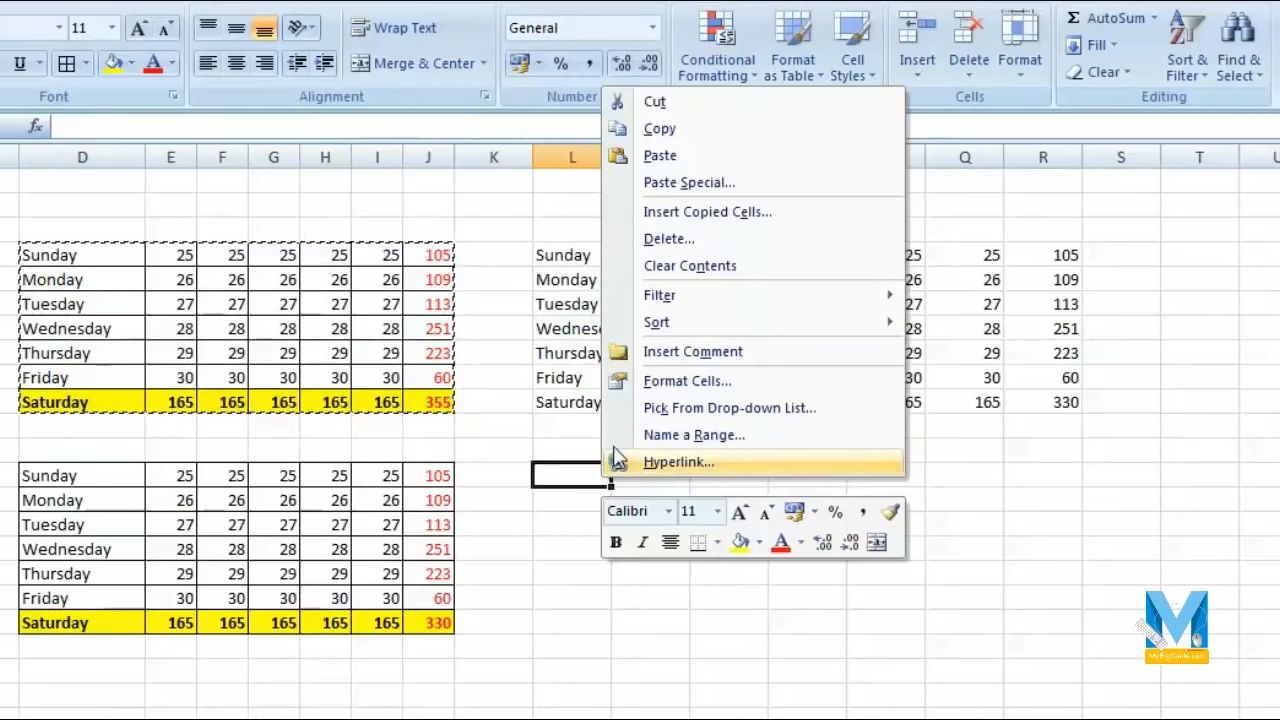 11 A A Wrap Text General Conditional Formatting Format as Table Cell Styles Insert Delete Format Σ AutoSum Sort & Filter Find & Select
Fill
U A Merge & Center % , .00 .00 Clear
Font Alignment Number Cells Editing
fx
D E F G H I J K L Q R S T U
Sunday 25 25 25 25 25 105 Sunday 25 25 105
Monday 26 26 26 26 26 109 Monday 26 26 109
Tuesday 27 27 27 27 27 113 Tuesday 27 27 113
Wednesday 28 28 28 28 28 251 Wednes 28 28 251
Thursday 29 29 29 29 29 223 Thursday 29 29 223
Friday 30 30 30 30 30 60 Friday 30 30 60
Saturday 165 165 165 165 165 355 Saturday 65 165 330
Sunday 25 25 25 25 25 105
Monday 26 26 26 26 26 109
Tuesday 27 27 27 27 27 113
Wednesday 28 28 28 28 28 251
Thursday 29 29 29 29 29 223
Friday 30 30 30 30 30 60
Saturday 165 165 165 165 165 330
Cut
Copy
Paste
Paste Special...
Insert Copied Cells...
Delete...
Clear Contents
Filter
Sort
Insert Comment
Format Cells...
Pick From Drop-down List...
Name a Range...
Hyperlink...
Calibri 11 A A % ,
B I A .00 .00
M
MyBigGuide.com